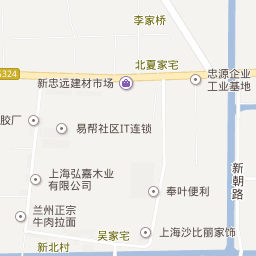 李家桥
北夏家宅
S324
新忠远建材市场
忠源企业
工业基地
胶厂
易帮社区IT连锁
新朝路
上海弘嘉木业
有限公司
奉叶便利
兰州正宗
牛肉拉面
吴家宅
上海沙比丽家饰
新北村